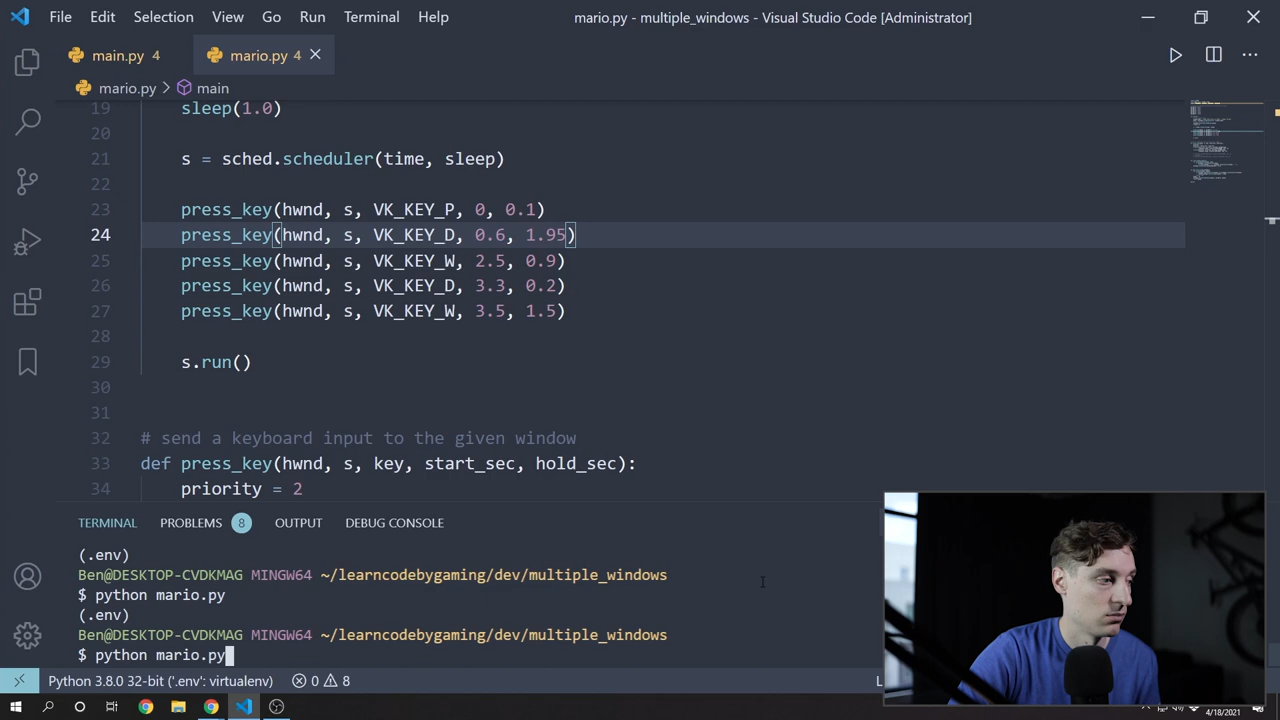 File Edit Selection View Go Run Terminal Help mario.py - multiple_windows - Visual Studio Code [Administrator]
main.py 4 mario.py 4
mario.py > main
19 sleep(1.0)
20
21 s = sched.scheduler(time, sleep)
22
23 press_key(hwnd, s, VK_KEY_P, 0, 0.1)
24 press_key(hwnd, s, VK_KEY_D, 0.6, 1.95)
25 press_key(hwnd, s, VK_KEY_W, 2.5, 0.9)
26 press_key(hwnd, s, VK_KEY_D, 3.3, 0.2)
27 press_key(hwnd, s, VK_KEY_W, 3.5, 1.5)
28
29 s.run()
30
31
32 # send a keyboard input to the given window
33 def press_key(hwnd, s, key, start_sec, hold_sec):
34 priority = 2
TERMINAL PROBLEMS 8 OUTPUT DEBUG CONSOLE
(.env)
Ben@DESKTOP-CVDKMAG MINGW64 ~/learncodebygaming/dev/multiple_windows
$ python mario.py
(.env)
Ben@DESKTOP-CVDKMAG MINGW64 ~/learncodebygaming/dev/multiple_windows
$ python mario.py
Python 3.8.0 32-bit ('.env': virtualenv) 0 8
4/18/2021